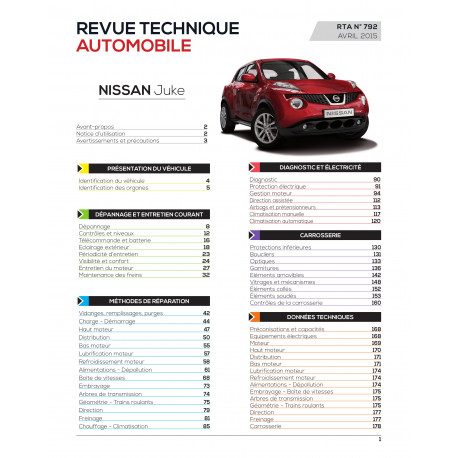 REVUE TECHNIQUE
AUTOMOBILE
RTA N° 792
AVRIL 2015
NISSAN Juke
NISSAN
Avant-propos 2
Notice d'utilisation 2
Avertissements et précautions 3
PRÉSENTATION DU VÉHICULE
Identification du véhicule 4
Identification des organes 5
DÉPANNAGE ET ENTRETIEN COURANT
Dépannage 8
Contrôles et niveaux 12
Télécommande et batterie 16
Éclairage extérieur 18
Périodicité d'entretien 23
Visibilité et confort 24
Entretien du moteur 27
Maintenance des freins 32
MÉTHODES DE RÉPARATION
Vidanges, remplissages, purges 42
Charge - Démarrage 44
Haut moteur 47
Distribution 50
Bas moteur 55
Lubrification moteur 57
Refroidissement moteur 58
Alimentations - Dépollution 61
Boîte de vitesses 68
Embrayage 73
Arbres de transmission 74
Géométrie - Trains roulants 75
Direction 79
Freinage 81
Chauffage - Climatisation 85
DIAGNOSTIC ET ÉLECTRICITÉ
Diagnostic 90
Protection électrique 91
Gestion moteur 94
Direction assistée 112
Airbags et prétensionneurs 113
Climatisation manuelle 117
Climatisation automatique 120
CARROSSERIE
Protections inférieures 130
Boucliers 131
Optiques 133
Garnitures 136
Éléments amovibles 142
Vitrages et mécanismes 148
Éléments collés 152
Éléments soudés 153
Contrôles de la carrosserie 160
DONNÉES TECHNIQUES
Préconisations et capacités 168
Equipements électriques 168
Moteur 169
Haut moteur 170
Distribution 171
Bas moteur 171
Lubrification moteur 174
Refroidissement moteur 174
Alimentations - Dépollution 174
Embrayage - Boîte de vitesses 175
Arbres de transmission 175
Géométrie - Trains roulants 175
Direction 177
Freinage 177
Carrosserie 178
1